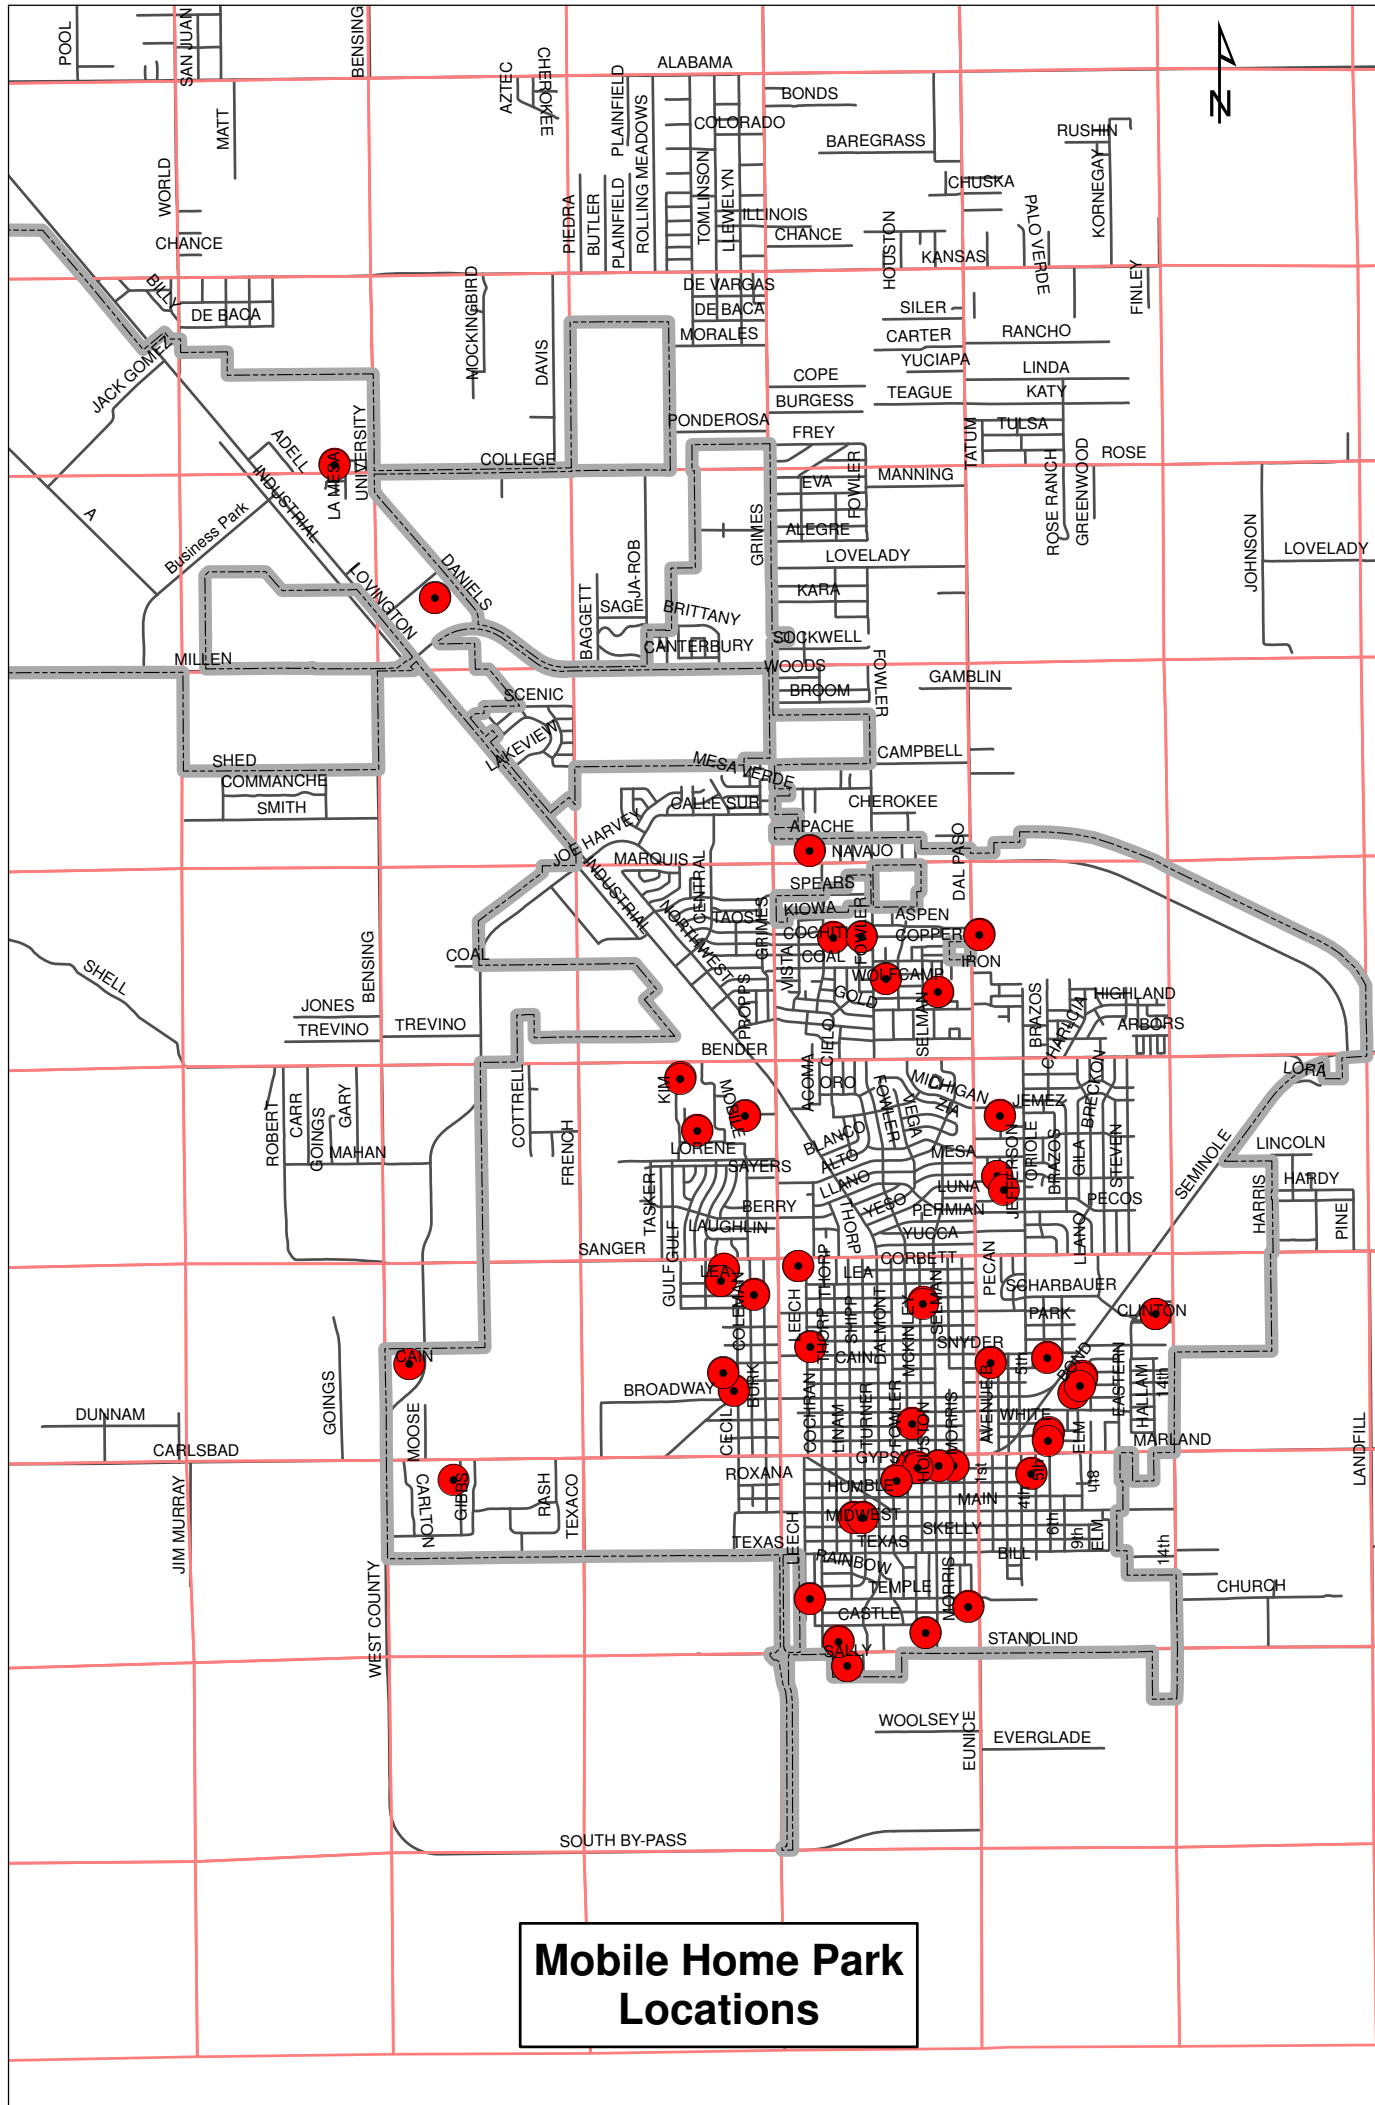 POOL
SAN JUAN
BENSING
ALABAMA
AZTEC
CHEROKEE
PLAINFIELD
ROLLING MEADOWS
BONDS
COLORADO
BAREGRASS
RUSHIN
N
MATT
WORLD
CHANCE
PIEDRA
BUTLER
PLAINFIELD
TOMLINSON
LLEWELYN
ILLINOIS
CHANCE
CHUSKA
HOUSTON
KANSAS
PALO VERDE
KORNEGAY
FINLEY
BILLY
DE BACA
MOCKINGBIRD
DE VARGAS
DE BACA
MORALES
SILER
CARTER
RANCHO
YUCIAPA
JACK GOMEZ
DAVIS
COPE
BURGESS
TEAGUE
LINDA
KATY
PONDEROSA
FREY
TATUM
TULSA
ROSE
ADELL
INDUSTRIAL
LA MESA
UNIVERSITY
COLLEGE
EVA
FOWLER
MANNING
ROSE RANCH
GREENWOOD
A
Business Park
GRIMES
ALEGRE
LOVELADY
JOHNSON
LOVELADY
LOVINGTON
DANIELS
BAGGETT
SAGE
JA-ROB
BRITTANY
CANTERBURY
KARA
SOCKWELL
MILLEN
WOODS
BROOM
FOWLER
GAMBLIN
SCENIC
LAKEVIEW
CAMPBELL
SHED
COMMANCHE
SMITH
MESA VERDE
CALLE SUR
CHEROKEE
APACHE
NAVAJO
DAL PASO
JOE HARVEY
MARQUIS
INDUSTRIAL
CENTRAL
SPEARS
KIOWA
ASPEN
NORTHWEST
TAOS
GRIMES
COCHITI
FOWLER
COPPER
COAL
VISTA
COAL
IRON
SHELL
BENSING
WOLFCAMP
PROPPS
GOLD
SELMAN
BRAZOS
HIGHLAND
CHARLCIA
ARBORS
JONES
TREVINO
TREVINO
CIELO
BENDER
ROBERT
CARR
GOINGS
GARY
MAHAN
COTTRELL
FRENCH
KIM
MOBILE
ACOMA
ORO
FOWLER
VEGA
MICHIGAN
ZIA
JEMEZ
BRECKON
LORA
LORENE
SAYERS
BLANCO
ALTO
MESA
JEFFERSON
ORIOLE
BRAZOS
GILA
STEVEN
SEMINOLE
LINCOLN
HARDY
HARRIS
PINE
TASKER
BERRY
LLANO
LUNA
PECOS
YESO
PERMIAN
LAUGHLIN
GULF
THORP
YUCCA
LLANO
SANGER
CORBETT
PECAN
GULF
LEA
COLEMAN
LEECH
THORP
LEA
SCHARBAUER
SHIPP
DALMONT
MCKINLEY
SELMAN
PARK
CLINTON
SNYDER
THORP
CAIN
CAIN
5th
BOND
BROADWAY
BURK
EASTERN
HALLAM
14th
DUNNAM
GOINGS
MOOSE
CECIL
COCHRAN
LINAM
TURNER
FOWLER
HOUSTON
MORRIS
AVENUE B
WHITE
ELM
MARLAND
CARLSBAD
ROXANA
GYPSY
1st
5th
4th
8th
LANDFILL
JIM MURRAY
CARLTON
GIBBS
RASH
TEXACO
HUMBLE
MAIN
MIDWEST
SKELLY
6th
9th
ELM
TEXAS
LEECH
TEXAS
BILL
14th
RAINBOW
TEMPLE
MORRIS
CHURCH
WEST COUNTY
CASTLE
SALLY
STANOLIND
WOOLSEY
EUNICE
EVERGLADE
SOUTH BY-PASS
Mobile Home Park
Locations